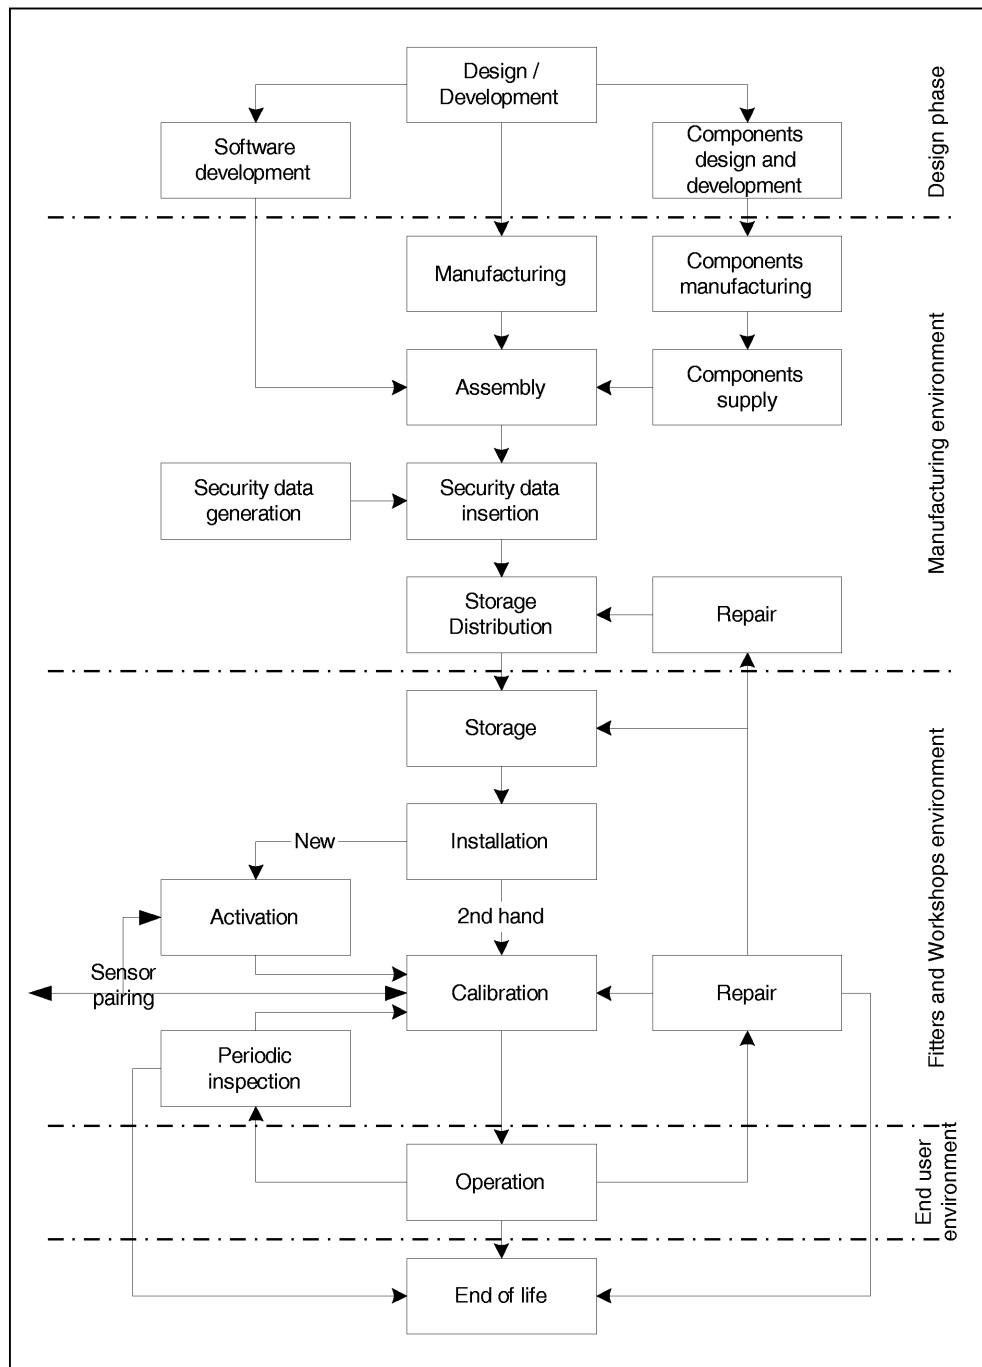 Design /
Development
Software
development
Components
design and
development
Design phase
Manufacturing
Components
manufacturing
Assembly
Components
supply
Manufacturing environment
Security data
generation
Security data
insertion
Storage
Distribution
Repair
Storage
New
Installation
Activation
2nd hand
Sensor
pairing
Calibration
Repair
Fitters and Workshops environment
Periodic
inspection
Operation
End user
environment
End of life